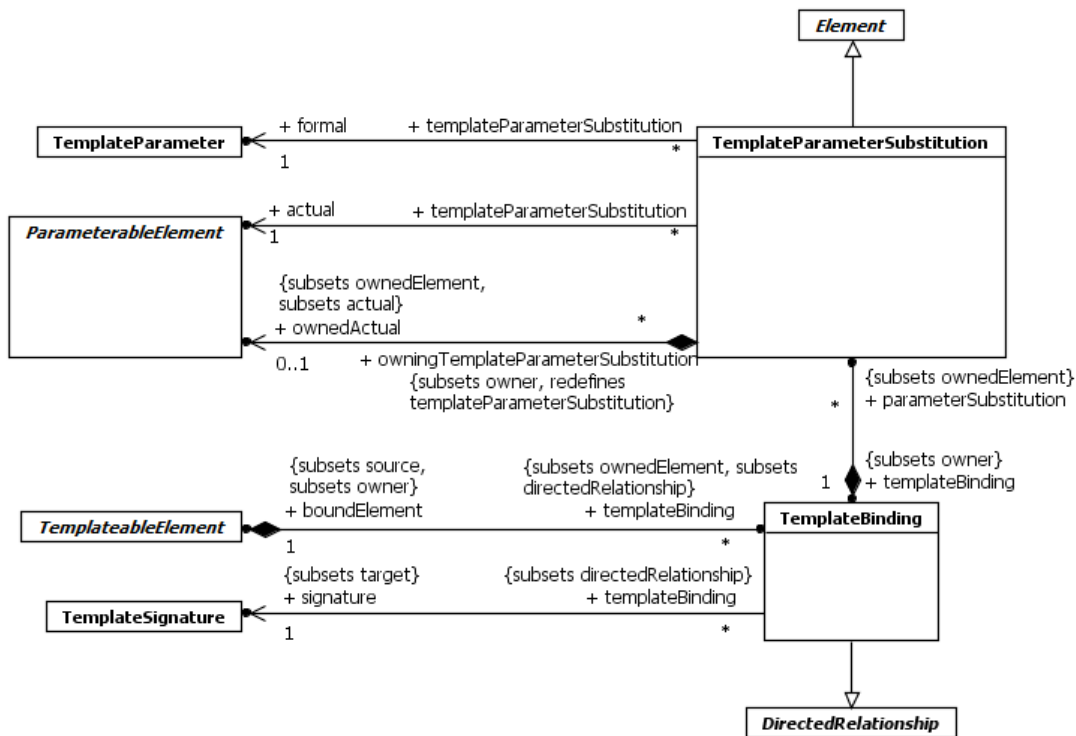 Element
+ formal
+ templateParameterSubstitution
TemplateParameter
TemplateParameterSubstitution
1
*
+ actual
+ templateParameterSubstitution
ParameterableElement
1
*
{subsets ownedElement,
subsets actual}
+ ownedActual
*
0..1
+ owningTemplateParameterSubstitution
{subsets owner, redefines
templateParameterSubstitution}
{subsets ownedElement}
+ parameterSubstitution
*
{subsets owner}
+ templateBinding
1
{subsets source,
subsets owner}
+ boundElement
{subsets ownedElement, subsets
directedRelationship}
+ templateBinding
TemplateableElement
TemplateBinding
1
*
{subsets target}
+ signature
{subsets directedRelationship}
+ templateBinding
TemplateSignature
1
*
DirectedRelationship